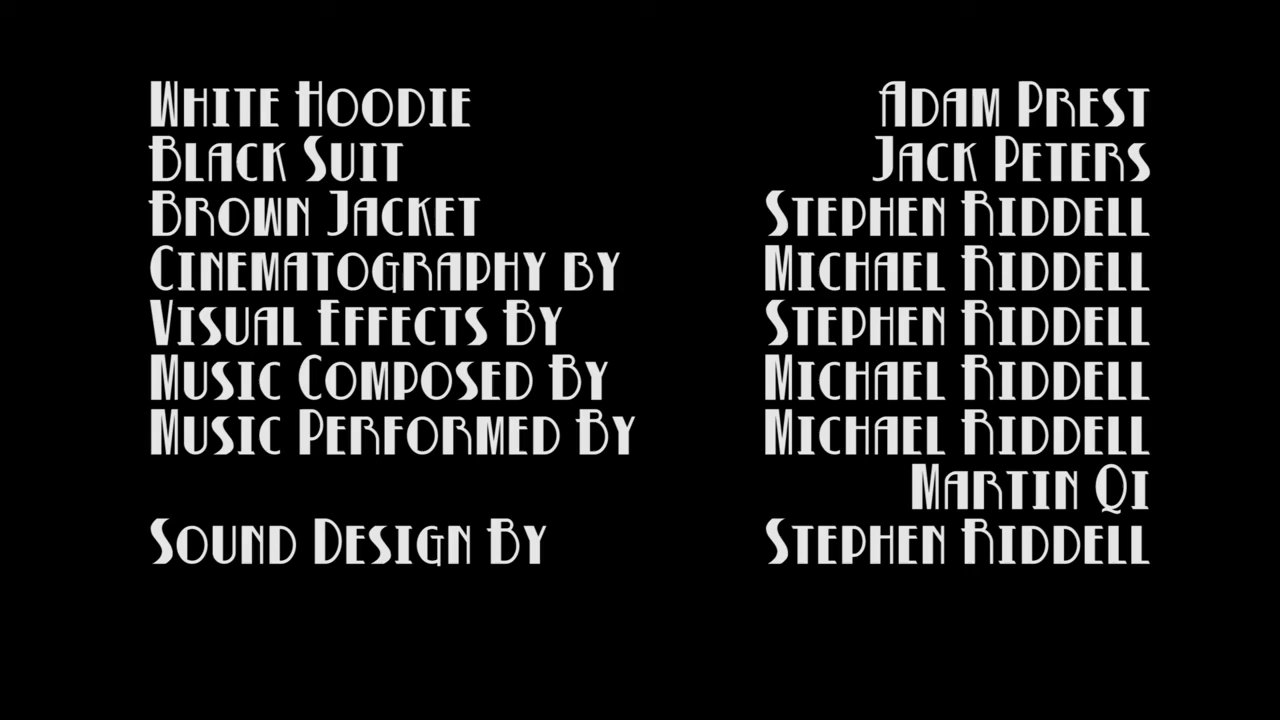 White Hoodie Adam Prest
Black Suit Jack Peters
Brown Jacket Stephen Riddell
Cinematography by Michael Riddell
Visual Effects By Stephen Riddell
Music Composed By Michael Riddell
Music Performed By Michael Riddell
Martin Qi
Sound Design By Stephen Riddell